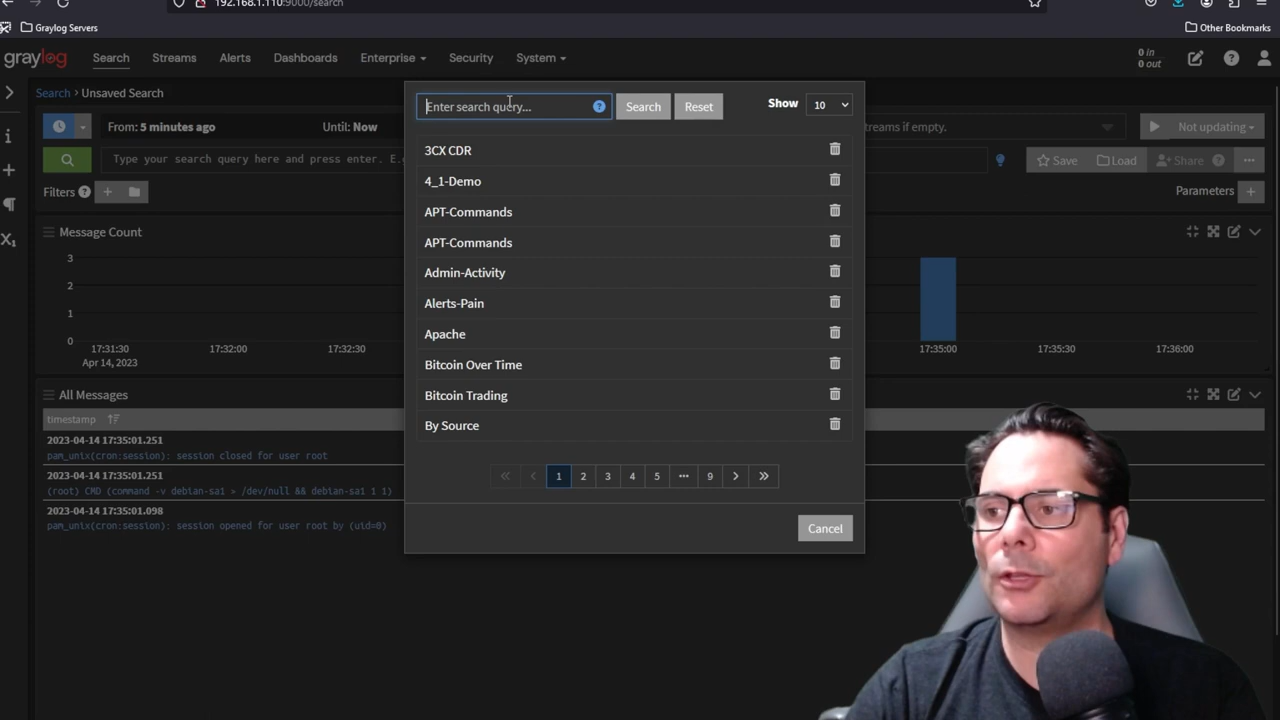 192.168.1.110:9000/search
Graylog Servers
Other Bookmarks
graylog
Search
Streams
Alerts
Dashboards
Enterprise
Security
System
0 in
0 out
Search > Unsaved Search
From: 5 minutes ago
Until: Now
treams if empty.
Not updating
Type your search query here and press enter. E.
Save
Load
Share
Filters
Parameters
Message Count
3
2
1
0
17:31:30
17:32:00
17:32:30
17:35:00
17:35:30
17:36:00
Apr 14, 2023
All Messages
timestamp
2023-04-14 17:35:01.251
pam_unix(cron:session): session closed for user root
2023-04-14 17:35:01.251
(root) CMD (command -v debian-sa1 > /dev/null && debian-sa1 1 1)
2023-04-14 17:35:01.098
pam_unix(cron:session): session opened for user root by (uid=0)
Enter search query...
Search
Reset
Show
10
3CX CDR
4_1-Demo
APT-Commands
APT-Commands
Admin-Activity
Alerts-Pain
Apache
Bitcoin Over Time
Bitcoin Trading
By Source
« ‹ 1 2 3 4 5 ••• 9 › »
Cancel